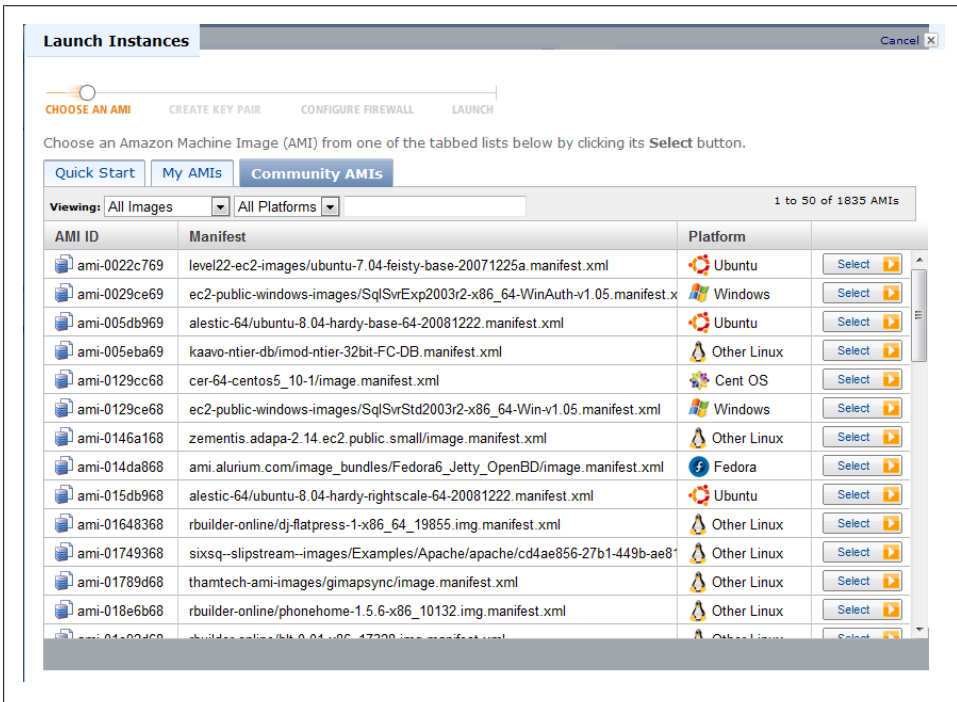 Launch Instances
Cancel
CHOOSE AN AMI CREATE KEY PAIR CONFIGURE FIREWALL LAUNCH
Choose an Amazon Machine Image (AMI) from one of the tabbed lists below by clicking its Select button.
Quick Start My AMIs Community AMIs
Viewing: All Images All Platforms 1 to 50 of 1835 AMIs
AMI ID Manifest Platform
ami-0022c769 level22-ec2-images/ubuntu-7.04-feisty-base-20071225a.manifest.xml Ubuntu Select
ami-0029ce69 ec2-public-windows-images/SqlSvrExp2003r2-x86_64-WinAuth-v1.05.manifest.x Windows Select
ami-005db969 alestic-64/ubuntu-8.04-hardy-base-64-20081222.manifest.xml Ubuntu Select
ami-005eba69 kaavo-ntier-db/imod-ntier-32bit-FC-DB.manifest.xml Other Linux Select
ami-0129cc68 cer-64-centos5_10-1/image.manifest.xml Cent OS Select
ami-0129ce68 ec2-public-windows-images/SqlSvrStd2003r2-x86_64-Win-v1.05.manifest.xml Windows Select
ami-0146a168 zementis.adapa-2.14.ec2.public.small/image.manifest.xml Other Linux Select
ami-014da868 ami.alurium.com/image_bundles/Fedora6_Jetty_OpenBD/image.manifest.xml Fedora Select
ami-015db968 alestic-64/ubuntu-8.04-hardy-rightscale-64-20081222.manifest.xml Ubuntu Select
ami-01648368 rbuilder-online/dj-flatpress-1-x86_64_19855.img.manifest.xml Other Linux Select
ami-01749368 sixsq--slipstream--images/Examples/Apache/apache/cd4ae856-27b1-449b-ae81 Other Linux Select
ami-01789d68 thamtech-ami-images/gimapsync/image.manifest.xml Other Linux Select
ami-018e6b68 rbuilder-online/phonehome-1.5.6-x86_10132.img.manifest.xml Other Linux Select
Other Linux Select